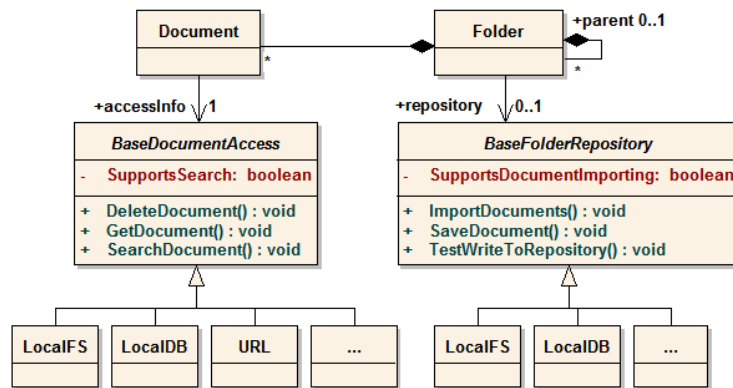 +parent 0..1
Document
Folder
*
*
+accessInfo 1
+repository 0..1
BaseDocumentAccess
BaseFolderRepository
- SupportsSearch: boolean
- SupportsDocumentImporting: boolean
+ DeleteDocument() : void
+ GetDocument() : void
+ SearchDocument() : void
+ ImportDocuments() : void
+ SaveDocument() : void
+ TestWriteToRepository() : void
LocalFS
LocalDB
URL
...
LocalFS
LocalDB
...